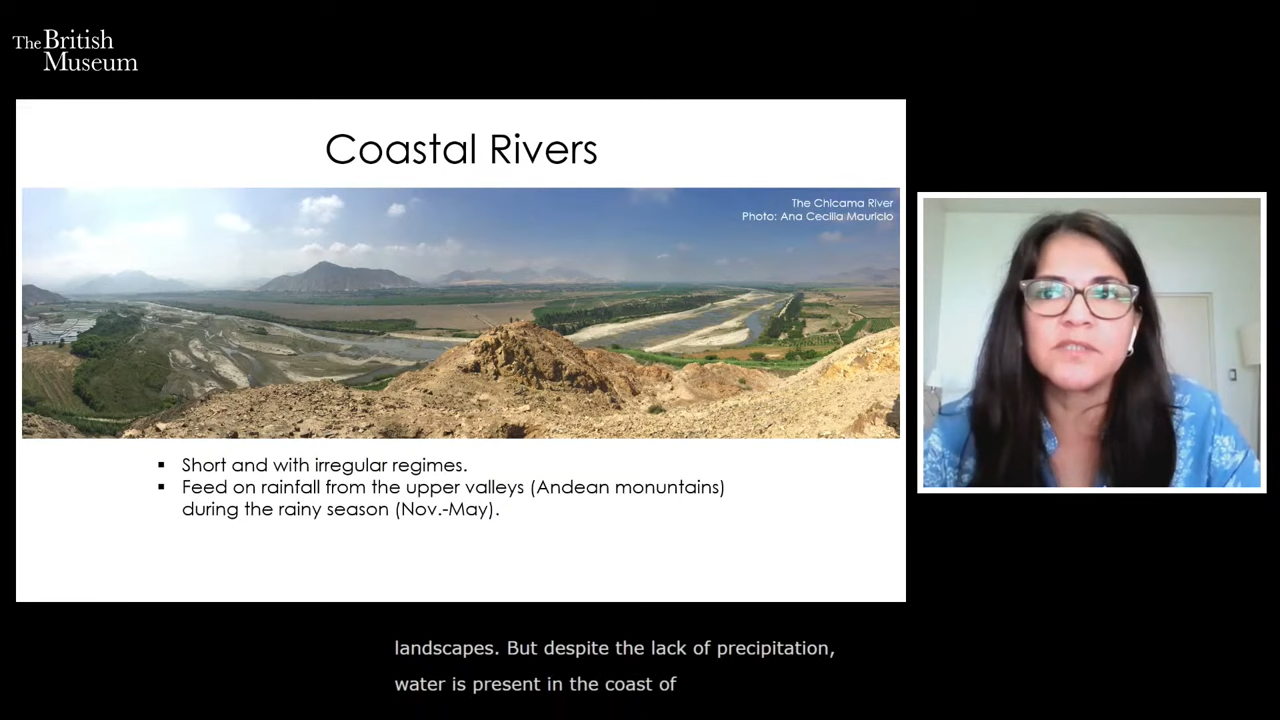 The British
Museum
Coastal Rivers
The Chicama River
Photo: Ana Cecilia Mauricio
▪ Short and with irregular regimes.
▪ Feed on rainfall from the upper valleys (Andean monuntains)
during the rainy season (Nov.-May).
landscapes. But despite the lack of precipitation,
water is present in the coast of